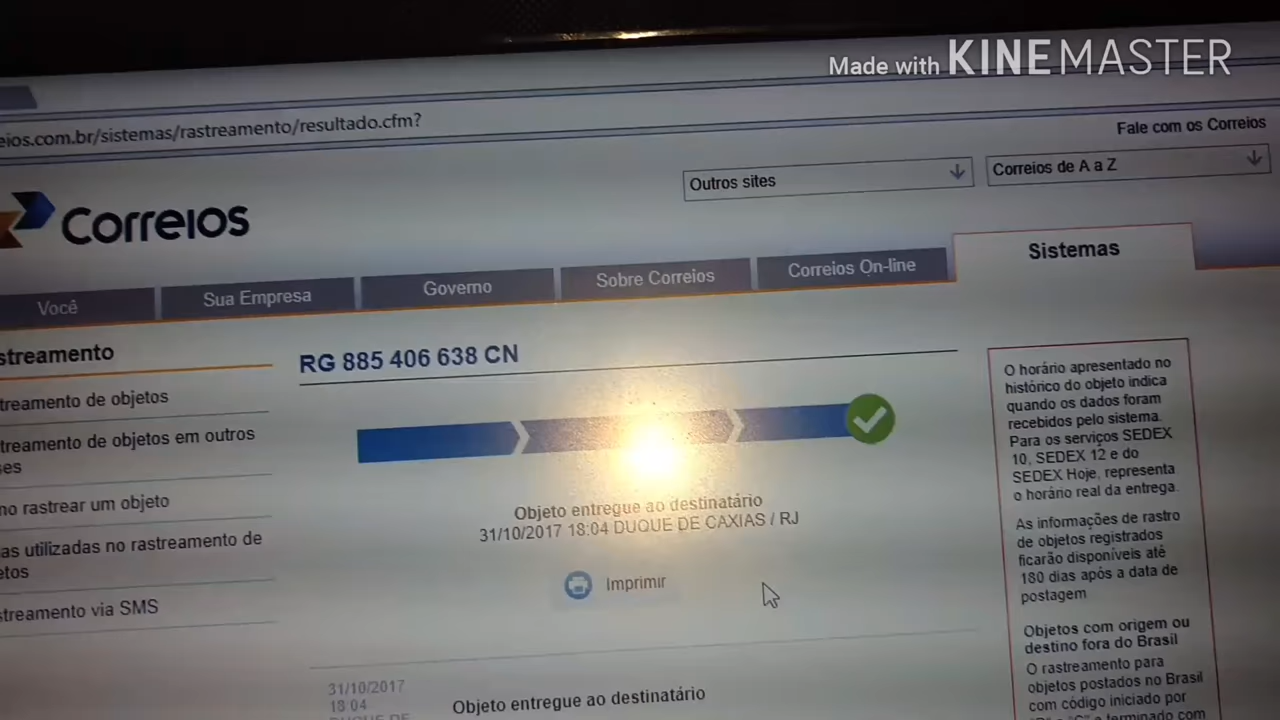 Made with KINEMASTER
eios.com.br/sistemas/rastreamento/resultado.cfm?
Fale com os Correios
Outros sites
Correios de A a Z
Correios
Você
Sua Empresa
Governo
Sobre Correios
Correios On-line
Sistemas
streamento
treamento de objetos
treamento de objetos em outros
ses
no rastrear um objeto
as utilizadas no rastreamento de
etos
streamento via SMS
RG 885 406 638 CN
Objeto entregue ao destinatário
31/10/2017 18:04 DUQUE DE CAXIAS / RJ
Imprimir
31/10/2017
18:04
DUQUE DE
Objeto entregue ao destinatário
O horário apresentado no
histórico do objeto indica
quando os dados foram
recebidos pelo sistema.
Para os serviços SEDEX
10, SEDEX 12 e do
SEDEX Hoje, representa
o horário real da entrega.
As informações de rastro
de objetos registrados
ficarão disponíveis até
180 dias após a data de
postagem
Objetos com origem ou
destino fora do Brasil
O rastreamento para
objetos postados no Brasil
com código iniciado por
e terminado com